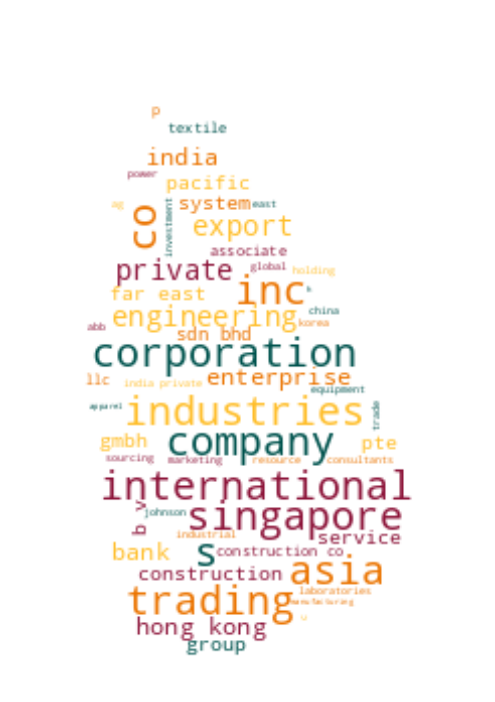 p
textile
india
power
pacific
ag
system
east
co
investment
export
associate
private
global
holding
far east
inc
engineering
china
korea
abb
sdn bhd
corporation
llc
india private
enterprise
equipment
apparel
industries
trade
company
gmbh
pte
sourcing
marketing
resource
consultants
international
b v
johnson
singapore
industrial
service
bank
s
construction co
construction
asia
laboratories
trading
manufacturing
hong kong
group